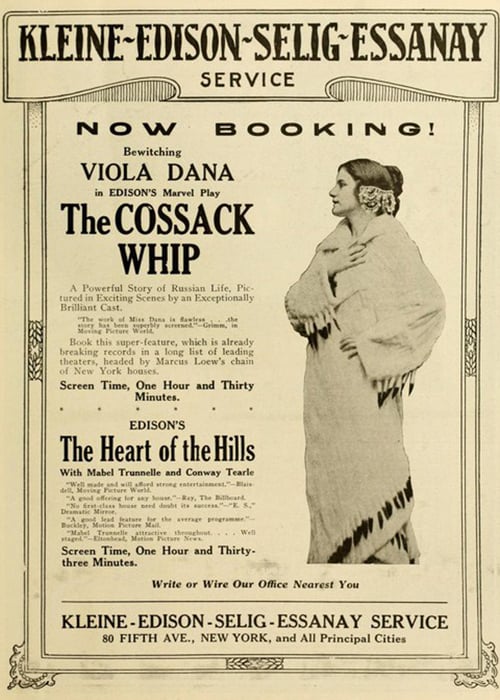 KLEINE~EDISON~SELIG~ESSANAY
SERVICE
NOW BOOKING!
Bewitching
VIOLA DANA
in EDISON'S Marvel Play
The COSSACK
WHIP
A Powerful Story of Russian Life, Pic-
tured in Exciting Scenes by an Exceptionally
Brilliant Cast.
"The work of Miss Dana is flawless . . .the
story has been superbly screened."—Grimm, in
Moving Picture World.
Book this super-feature, which is already
breaking records in a long list of leading
theaters, headed by Marcus Loew's chain
of New York houses.
Screen Time, One Hour and Thirty
Minutes.
* * * * * *
EDISON'S
The Heart of the Hills
With Mabel Trunnelle and Conway Tearle
"Well made and will afford strong entertainment."—Blais-
dell, Moving Picture World.
"A good offering for any house."—Ray, The Billboard.
"No first-class house need doubt its success."—"E. S.,"
Dramatic Mirror.
"A good lead feature for the average programme."—
Buckley, Motion Picture Mail.
"Mabel Trunnelle attractive throughout. . . . Well
staged."—Eltonhead, Motion Picture News.
Screen Time, One Hour and Thirty-
three Minutes.
Write or Wire Our Office Nearest You
KLEINE-EDISON-SELIG-ESSANAY SERVICE
80 FIFTH AVE., NEW YORK, and All Principal Cities